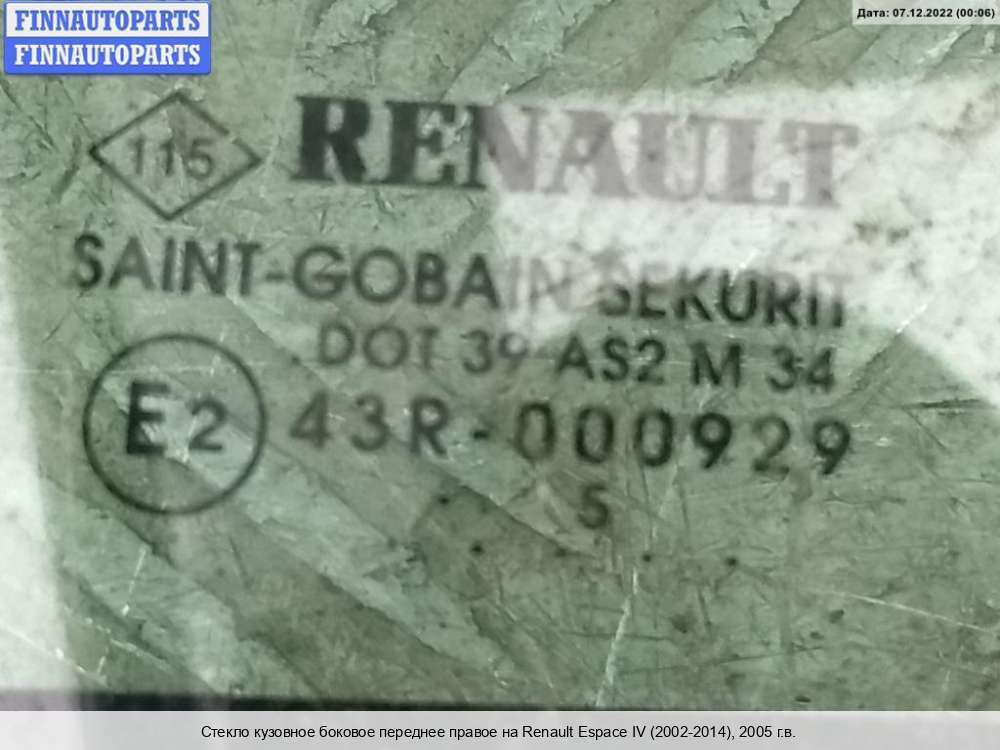 FINNAUTOPARTS
FINNAUTOPARTS
Дата: 07.12.2022 (00:06)
115
RENAULT
SAINT-GOBAIN SEKURIT
DOT 39 AS2 M 34
E2 43R-000929
5
Стекло кузовное боковое переднее правое на Renault Espace IV (2002-2014), 2005 г.в.